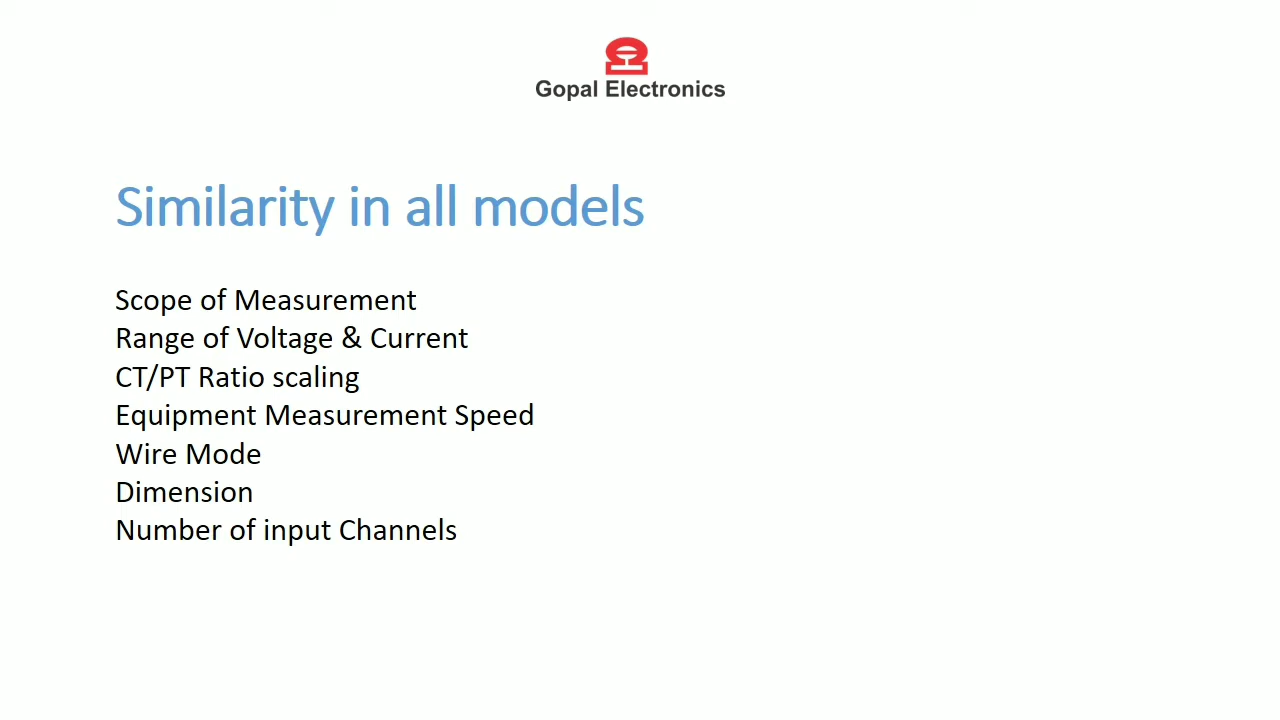 Gopal Electronics
Similarity in all models
Scope of Measurement
Range of Voltage & Current
CT/PT Ratio scaling
Equipment Measurement Speed
Wire Mode
Dimension
Number of input Channels